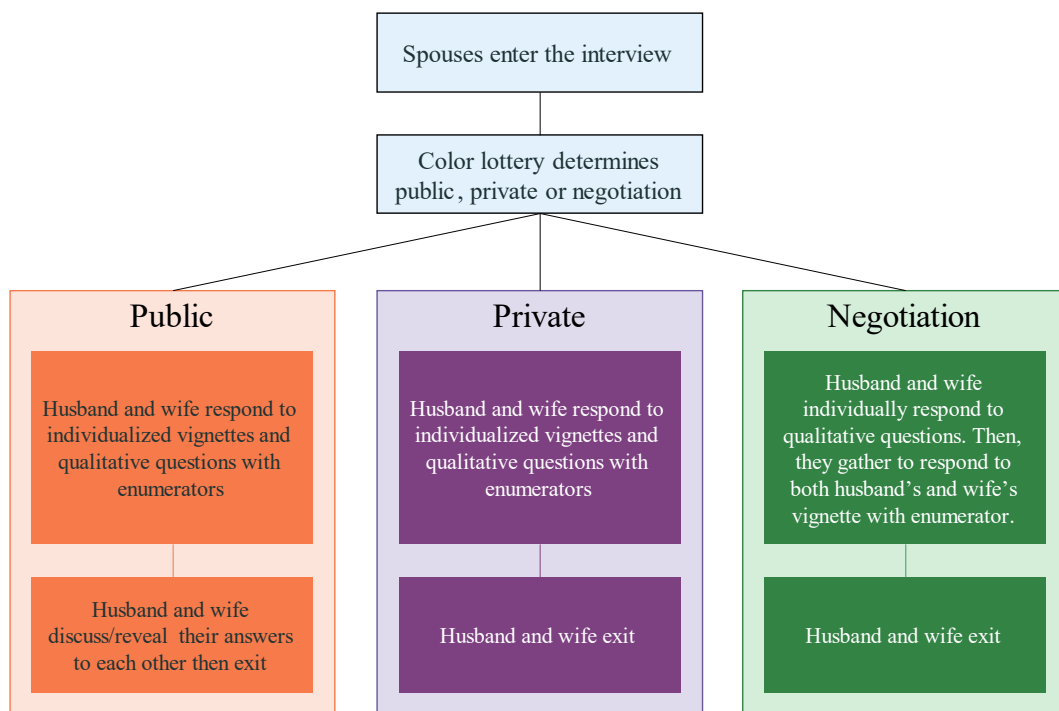 Spouses enter the interview
Color lottery determines
public, private or negotiation
Public
Husband and wife respond to
individualized vignettes and
qualitative questions with
enumerators
Husband and wife
discuss/reveal their answers
to each other then exit
Private
Husband and wife respond to
individualized vignettes and
qualitative questions with
enumerators
Husband and wife exit
Negotiation
Husband and wife
individually respond to
qualitative questions. Then,
they gather to respond to
both husband’s and wife’s
vignette with enumerator.
Husband and wife exit